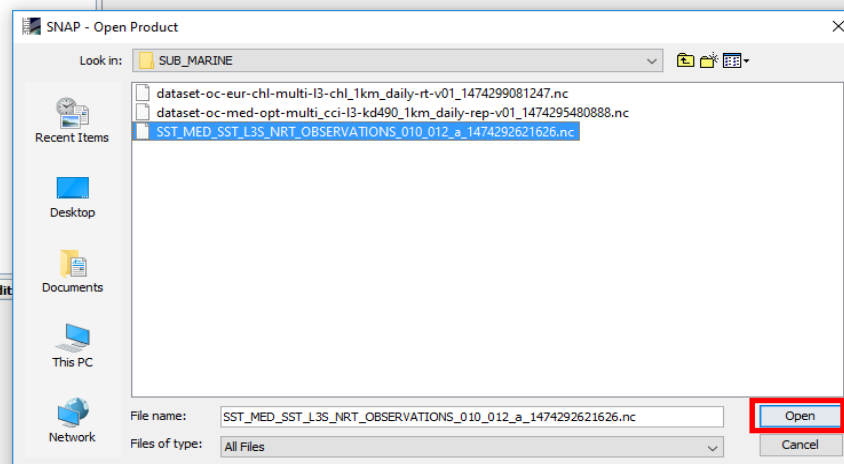 SNAP - Open Product
Look in: SUB_MARINE
dataset-oc-eur-chl-multi-l3-chl_1km_daily-rt-v01_1474299081247.nc
dataset-oc-med-opt-multi_cci-l3-kd490_1km_daily-rep-v01_1474295480888.nc
SST_MED_SST_L3S_NRT_OBSERVATIONS_010_012_a_1474292621626.nc
Recent Items
Desktop
Documents
This PC
Network
File name: SST_MED_SST_L3S_NRT_OBSERVATIONS_010_012_a_1474292621626.nc Open
Files of type: All Files Cancel